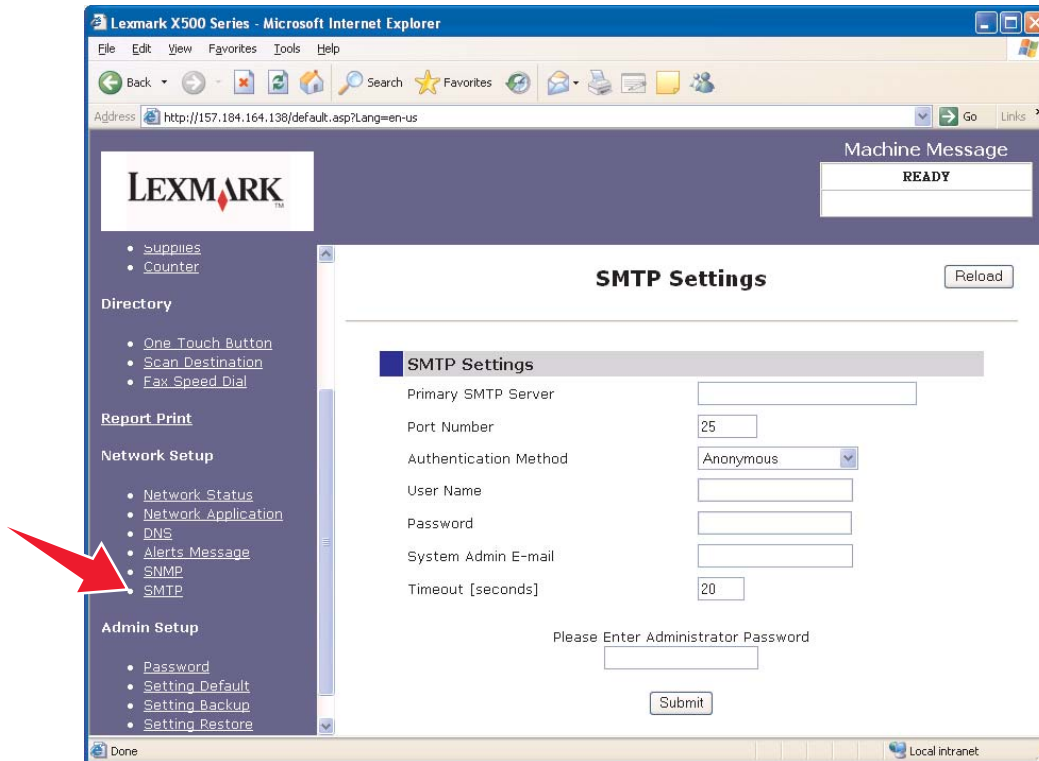 Lexmark X500 Series - Microsoft Internet Explorer
File Edit View Favorites Tools Help
Back Search Favorites
Address http://157.184.164.138/default.asp?Lang=en-us Go Links
Machine Message
READY
LEXMARK
TM
Supplies
Counter
Directory
One Touch Button
Scan Destination
Fax Speed Dial
Report Print
Network Setup
Network Status
Network Application
DNS
Alerts Message
SNMP
SMTP
Admin Setup
Password
Setting Default
Setting Backup
Setting Restore
SMTP Settings
Reload
SMTP Settings
Primary SMTP Server
Port Number 25
Authentication Method Anonymous
User Name
Password
System Admin E-mail
Timeout [seconds] 20
Please Enter Administrator Password
Submit
Done
Local intranet